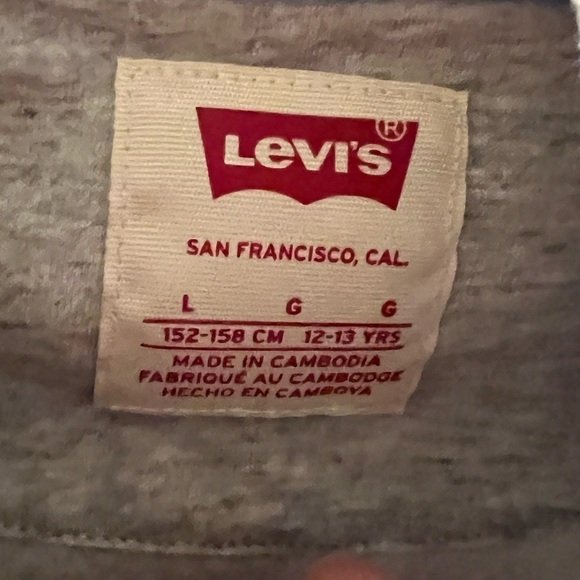 Levi's®
SAN FRANCISCO, CAL.
L G G
152-158 CM 12-13 YRS
MADE IN CAMBODIA
FABRIQUÉ AU CAMBODGE
HECHO EN CAMBOYA